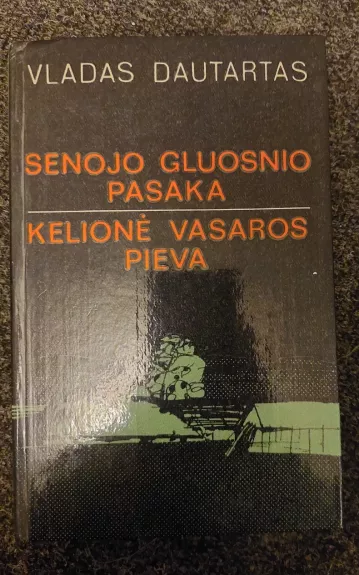 VLADAS DAUTARTAS
SENOJO GLUOSNIO
PASAKA
KELIONĖ VASAROS
PIEVA